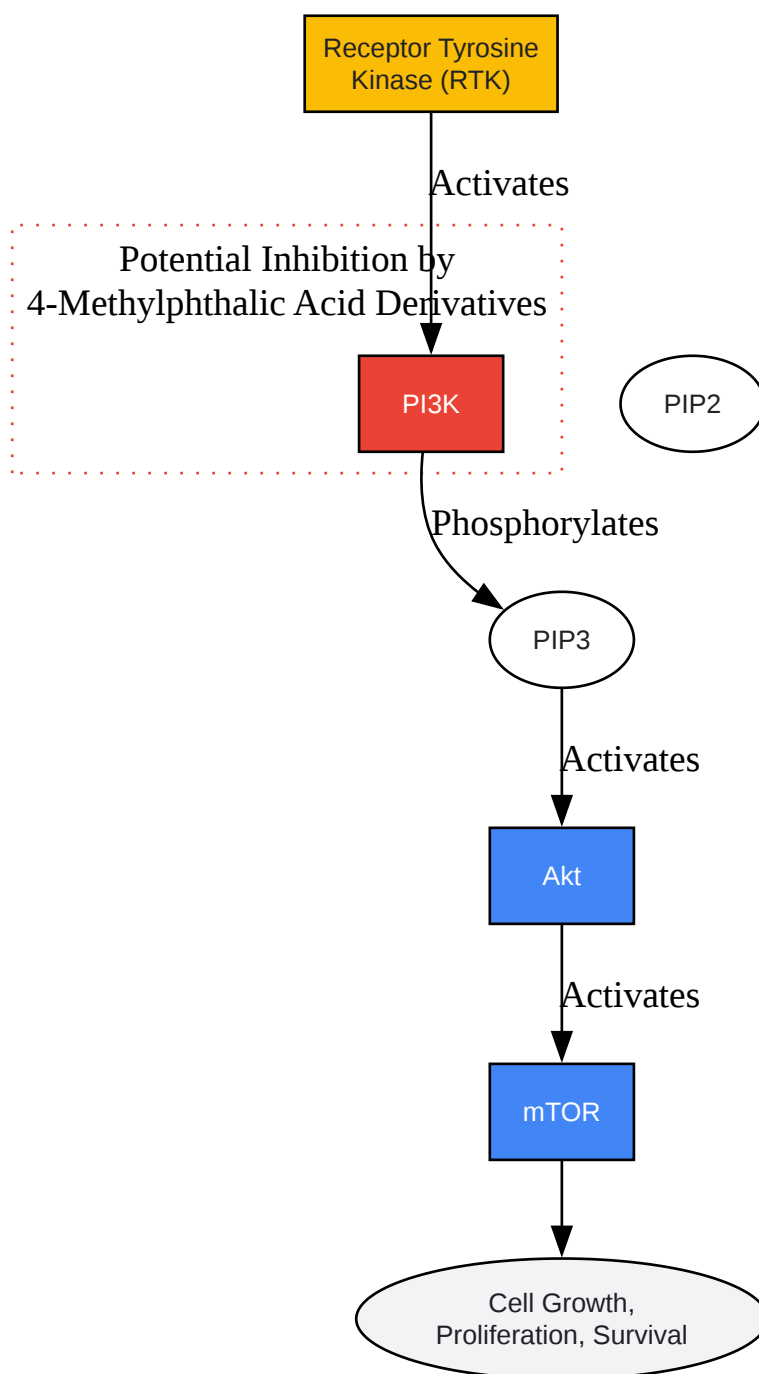 Receptor Tyrosine
Kinase (RTK)
Activates
Potential Inhibition by
4-Methylphthalic Acid Derivatives
PI3K
PIP2
Phosphorylates
PIP3
Activates
Akt
Activates
mTOR
Cell Growth,
Proliferation, Survival